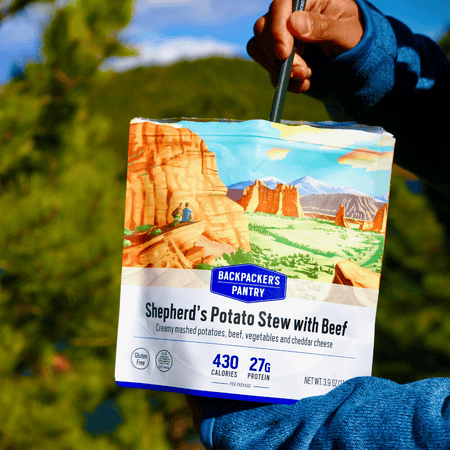 BACKPACKER'S
PANTRY
Shepherd's Potato Stew with Beef
Creamy mashed potatoes, beef, vegetables and cheddar cheese
Gluten
Free
430 27G
CALORIES PROTEIN
PER PACKAGE
NET WT. 3.9 OZ